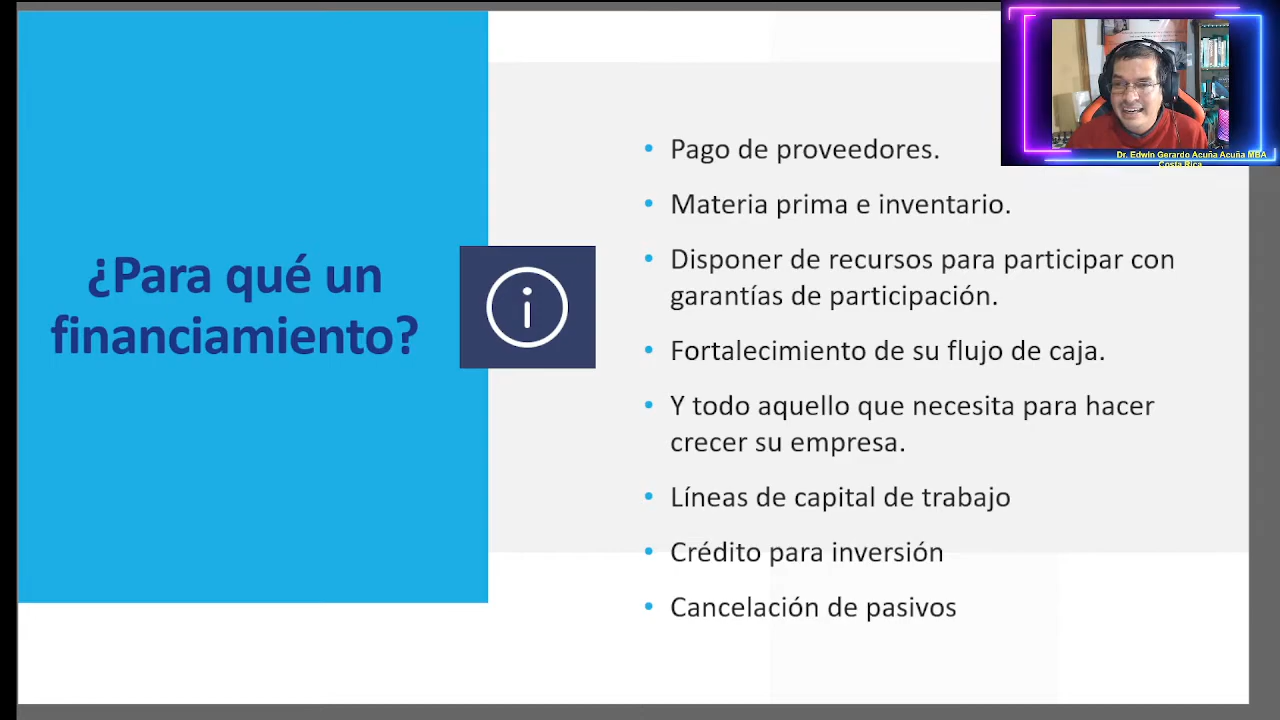 ¿Para qué un
financiamiento?
• Pago de proveedores.
• Materia prima e inventario.
• Disponer de recursos para participar con
garantías de participación.
• Fortalecimiento de su flujo de caja.
• Y todo aquello que necesita para hacer
crecer su empresa.
• Líneas de capital de trabajo
• Crédito para inversión
• Cancelación de pasivos
Dr. Edwin Gerardo Acuña Acuña MBA
Costa Rica